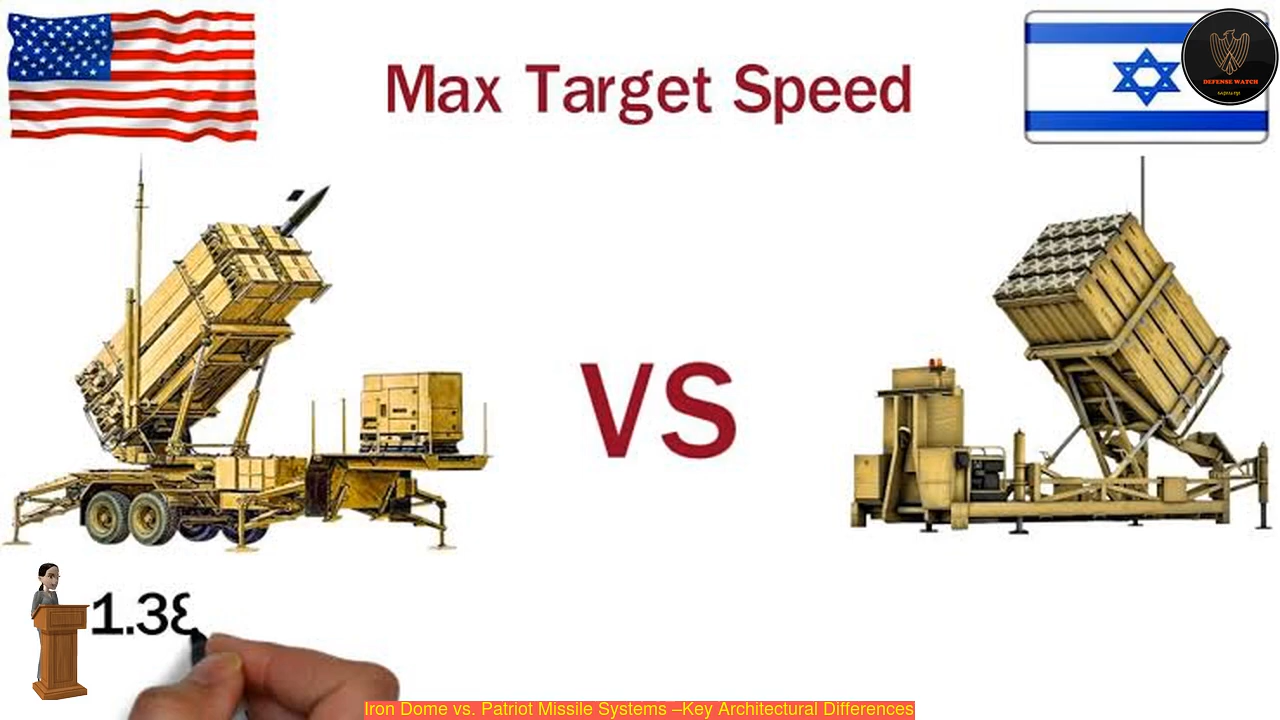 Max Target Speed
DEFENSE WATCH
VS
1.38
Iron Dome vs. Patriot Missile Systems –Key Architectural Differences